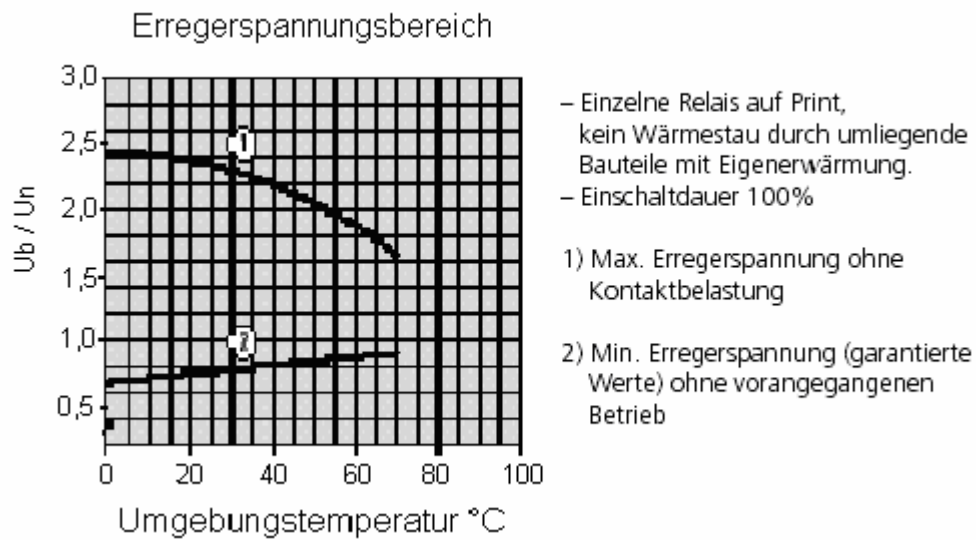 Erregerspannungsbereich
Ub / Un
3,0
2,5
2,0
1,5
1,0
0,5
1
2
0 20 40 60 80 100
Umgebungstemperatur °C
– Einzelne Relais auf Print,
kein Wärmestau durch umliegende
Bauteile mit Eigenerwärmung.
– Einschaltdauer 100%
1) Max. Erregerspannung ohne
Kontaktbelastung
2) Min. Erregerspannung (garantierte
Werte) ohne vorangegangenen
Betrieb